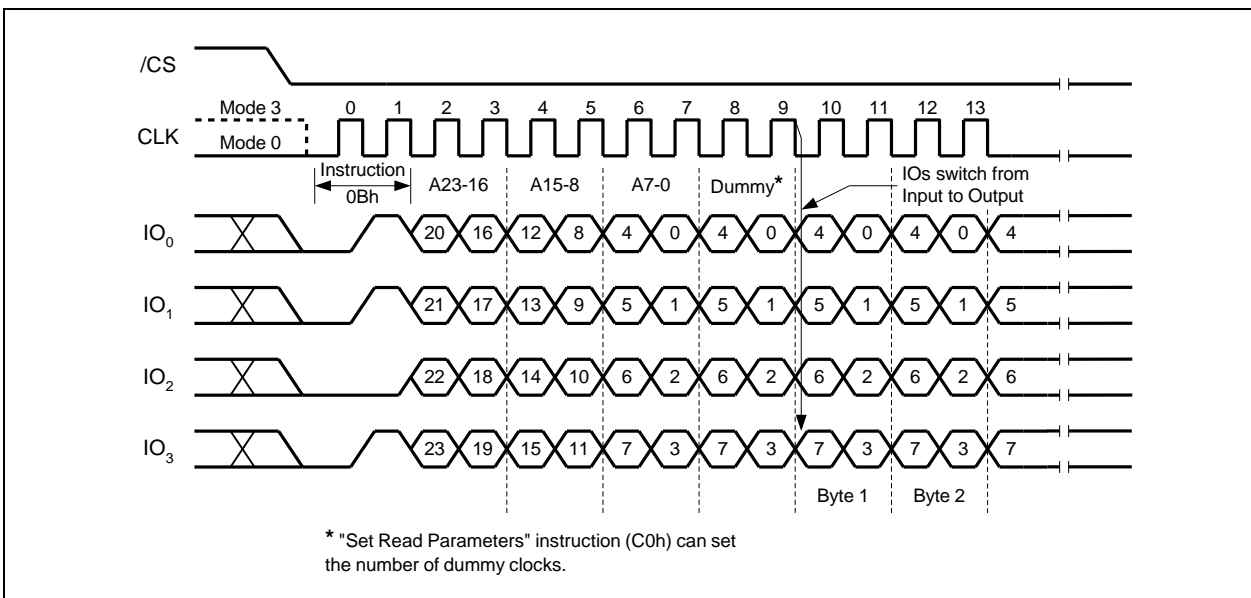 /CS
Mode 3 0 1 2 3 4 5 6 7 8 9 10 11 12 13
CLK
Mode 0
Instruction
0Bh
A23-16 A15-8 A7-0 Dummy*
IOs switch from
Input to Output
IO0 20 16 12 8 4 0 4 0 4 0 4 0 4
IO1 21 17 13 9 5 1 5 1 5 1 5 1 5
IO2 22 18 14 10 6 2 6 2 6 2 6 2 6
IO3 23 19 15 11 7 3 7 3 7 3 7 3 7
Byte 1 Byte 2
* "Set Read Parameters" instruction (C0h) can set
the number of dummy clocks.